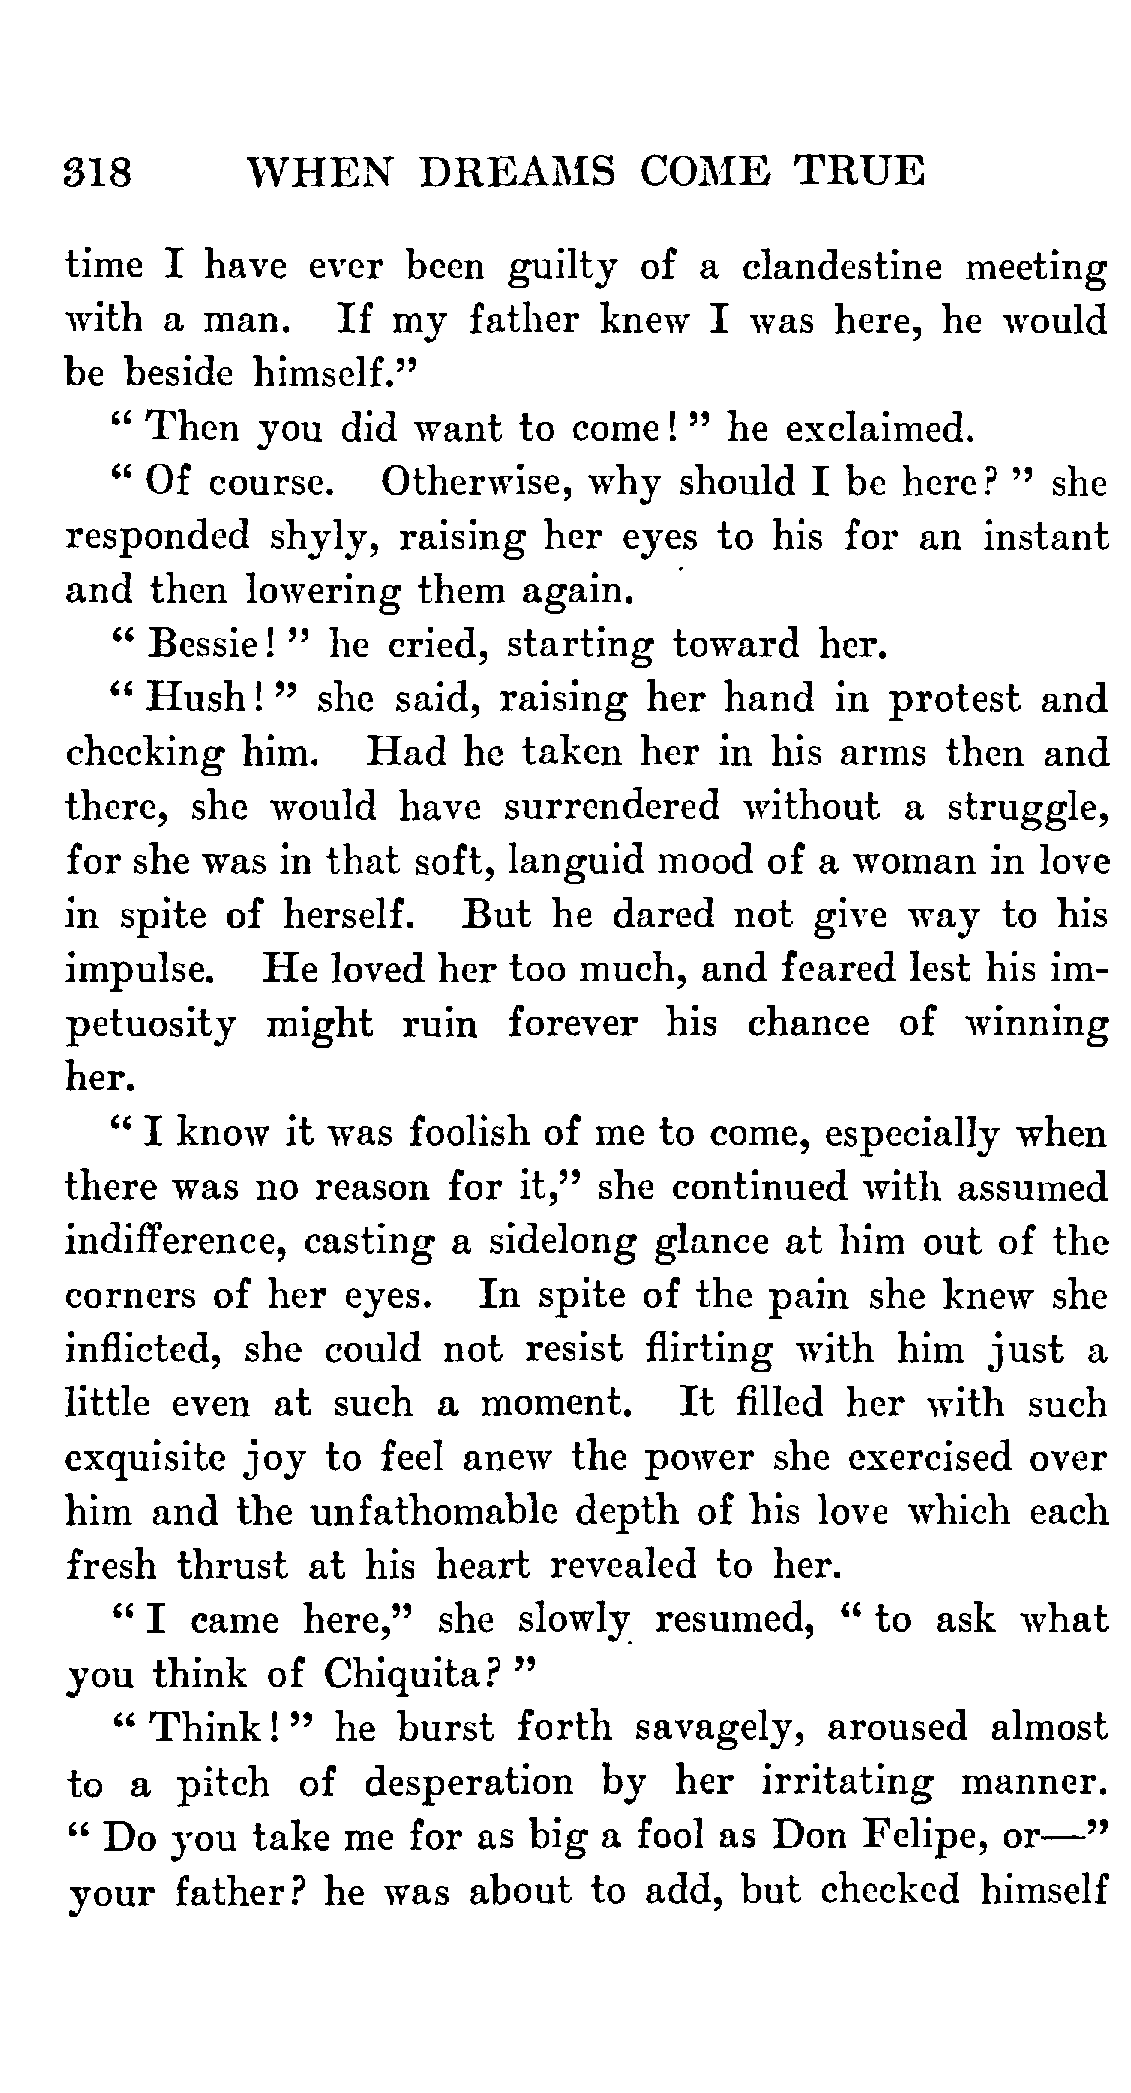 318 WHEN DREAMS COME TRUE
time I have ever been guilty of a clandestine meeting
with a man. If my father knew I was here, he would
be beside himself.”
“ Then you did want to come! ” he exclaimed.
“ Of course. Otherwise, why should I be here? ” she
responded shyly, raising her eyes to his for an instant
and then lowering them again.
“ Bessie! ” he cried, starting toward her.
“ Hush! ” she said, raising her hand in protest and
checking him. Had he taken her in his arms then and
there, she would have surrendered without a struggle,
for she was in that soft, languid mood of a woman in love
in spite of herself. But he dared not give way to his
impulse. He loved her too much, and feared lest his im-
petuosity might ruin forever his chance of winning
her.
“ I know it was foolish of me to come, especially when
there was no reason for it,” she continued with assumed
indifference, casting a sidelong glance at him out of the
corners of her eyes. In spite of the pain she knew she
inflicted, she could not resist flirting with him just a
little even at such a moment. It filled her with such
exquisite joy to feel anew the power she exercised over
him and the unfathomable depth of his love which each
fresh thrust at his heart revealed to her.
“ I came here,” she slowly resumed, “ to ask what
you think of Chiquita? ”
“ Think! ” he burst forth savagely, aroused almost
to a pitch of desperation by her irritating manner.
“ Do you take me for as big a fool as Don Felipe, or—”
your father? he was about to add, but checked himself